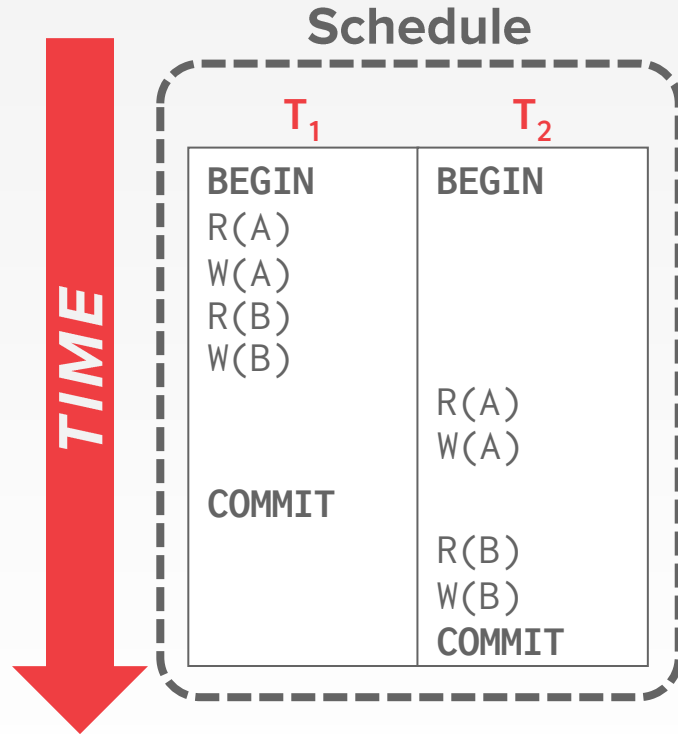 Schedule
TIME
T₁ T₂
BEGIN BEGIN
R(A)
W(A)
R(B)
W(B)
R(A)
W(A)
COMMIT
R(B)
W(B)
COMMIT